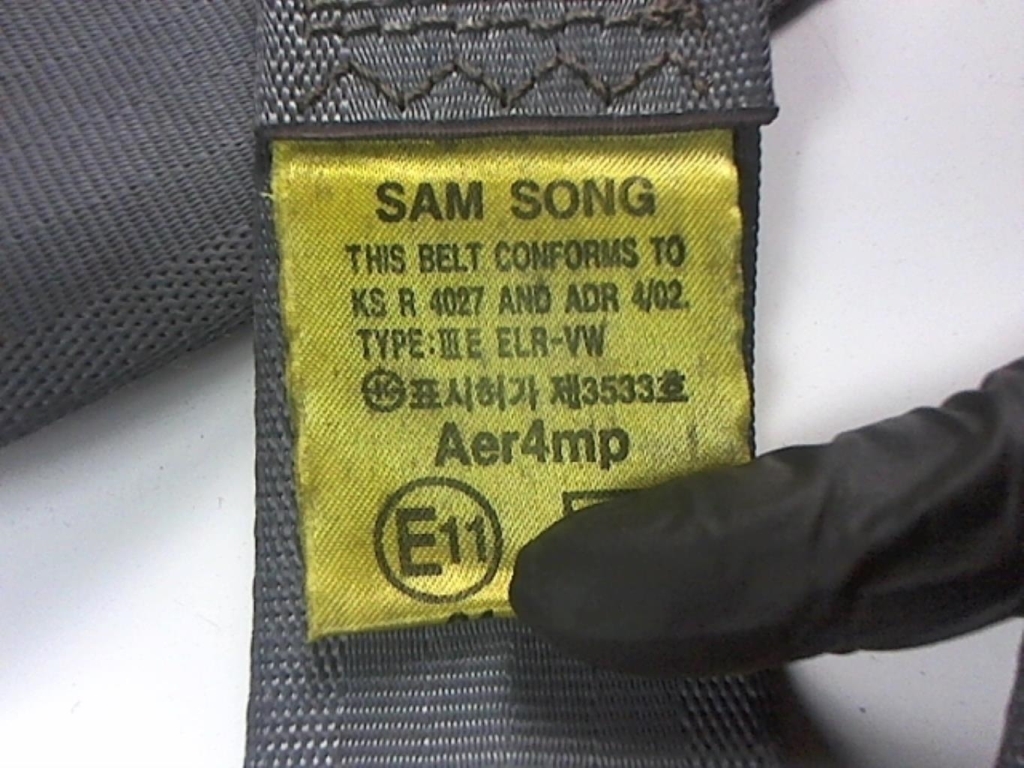 SAM SONG
THIS BELT CONFORMS TO
KS R 4027 AND ADR 4/02.
TYPE:ⅢE ELR-VW
㉿표시허가 제3533호
Aer4mp
E11